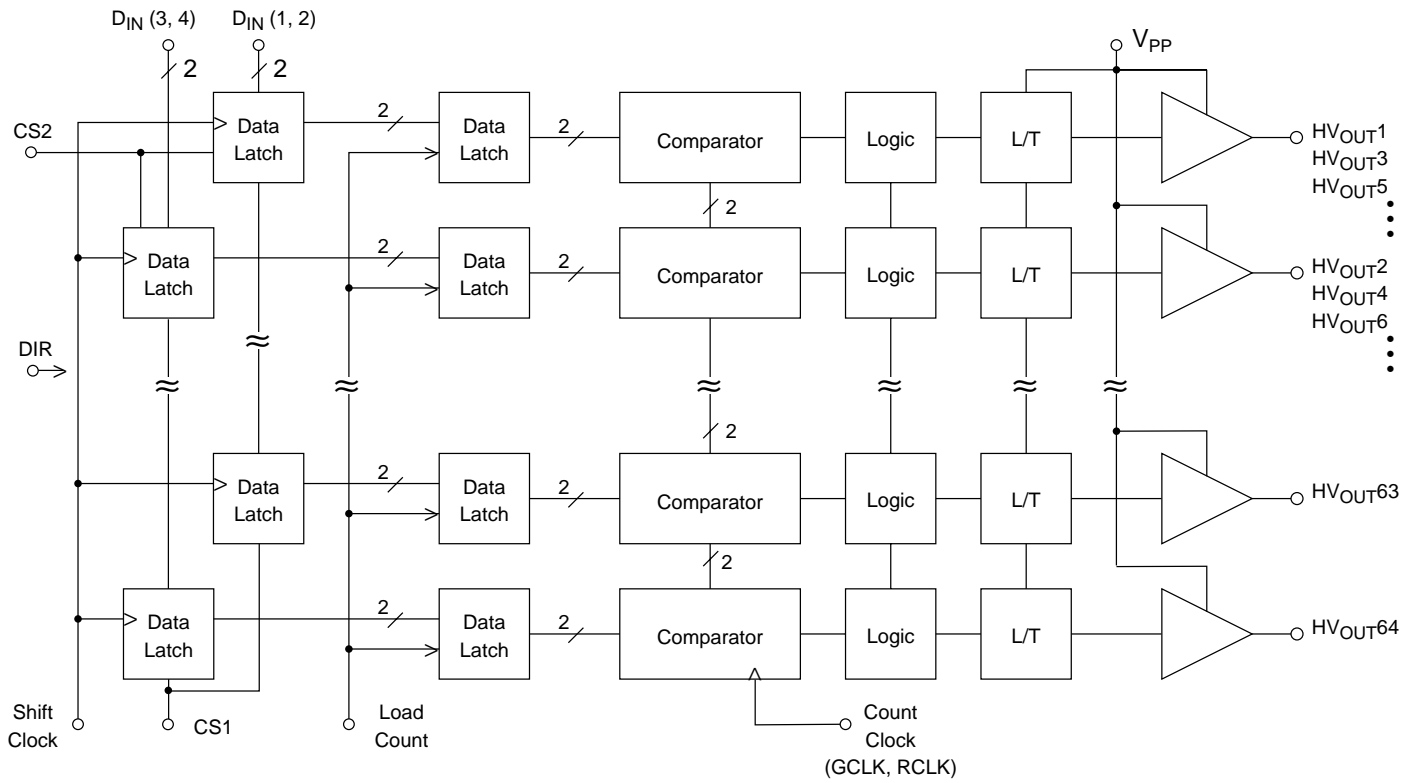 D_IN (3, 4) D_IN (1, 2)
V_PP
2 2
CS2
Data Latch 2 Data Latch 2 Comparator Logic L/T
HV_OUT1
HV_OUT3
HV_OUT5
2
Data Latch 2 Data Latch 2 Comparator Logic L/T
HV_OUT2
HV_OUT4
HV_OUT6
DIR
2
Data Latch 2 Data Latch 2 Comparator Logic L/T HV_OUT63
2
Data Latch 2 Data Latch 2 Comparator Logic L/T HV_OUT64
Shift Clock
CS1
Load Count
Count Clock
(GCLK, RCLK)